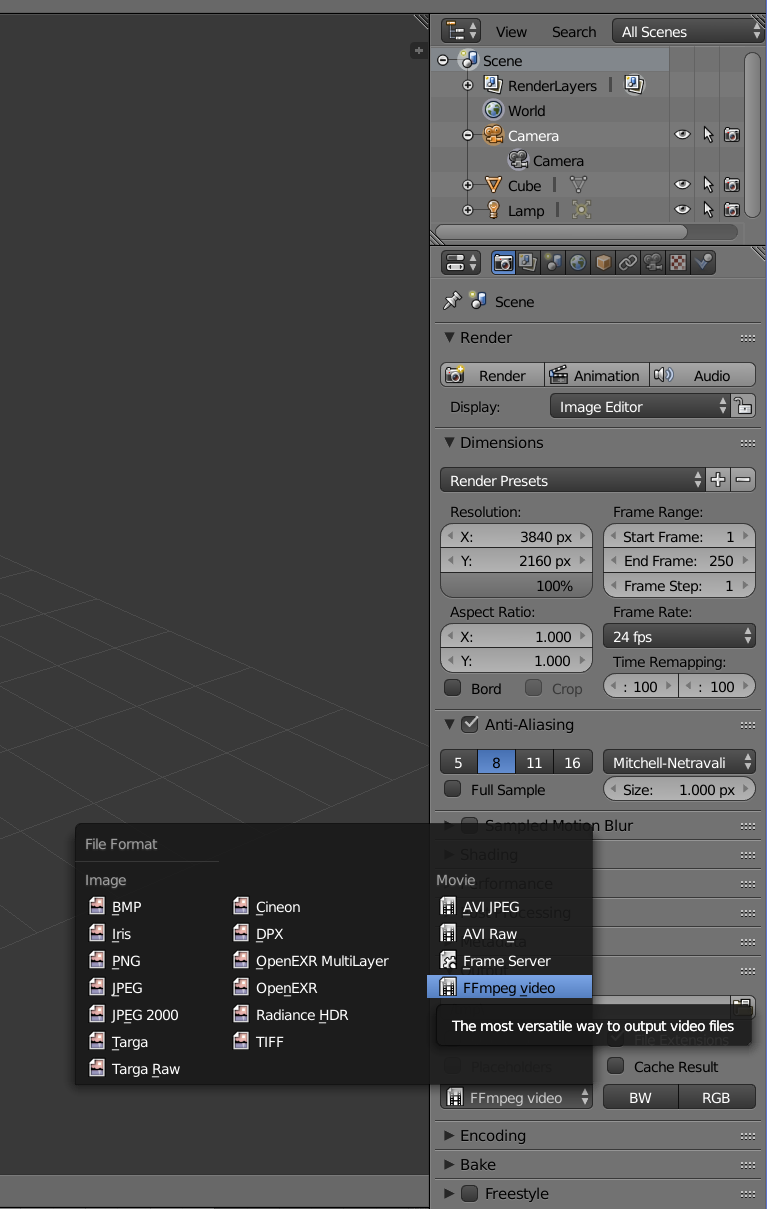 View Search All Scenes
Scene
RenderLayers
World
Camera
Camera
Cube
Lamp
Scene
Render
Render Animation Audio
Display: Image Editor
Dimensions
Render Presets
Resolution: Frame Range:
X: 3840 px Start Frame: 1
Y: 2160 px End Frame: 250
100% Frame Step: 1
Aspect Ratio: Frame Rate:
X: 1.000 24 fps
Y: 1.000 Time Remapping:
Bord Crop : 100 : 100
Anti-Aliasing
5 8 11 16 Mitchell-Netravali
Full Sample Size: 1.000 px
Sampled Motion Blur
Shading
File Format
Image Movie
Performance
BMP Cineon AVI JPEG
Iris DPX AVI Raw
PNG OpenEXR MultiLayer Frame Server
JPEG OpenEXR FFmpeg video
JPEG 2000 Radiance HDR
The most versatile way to output video files
Targa TIFF
File Extensions
Targa Raw
Placeholders Cache Result
FFmpeg video BW RGB
Encoding
Bake
Freestyle